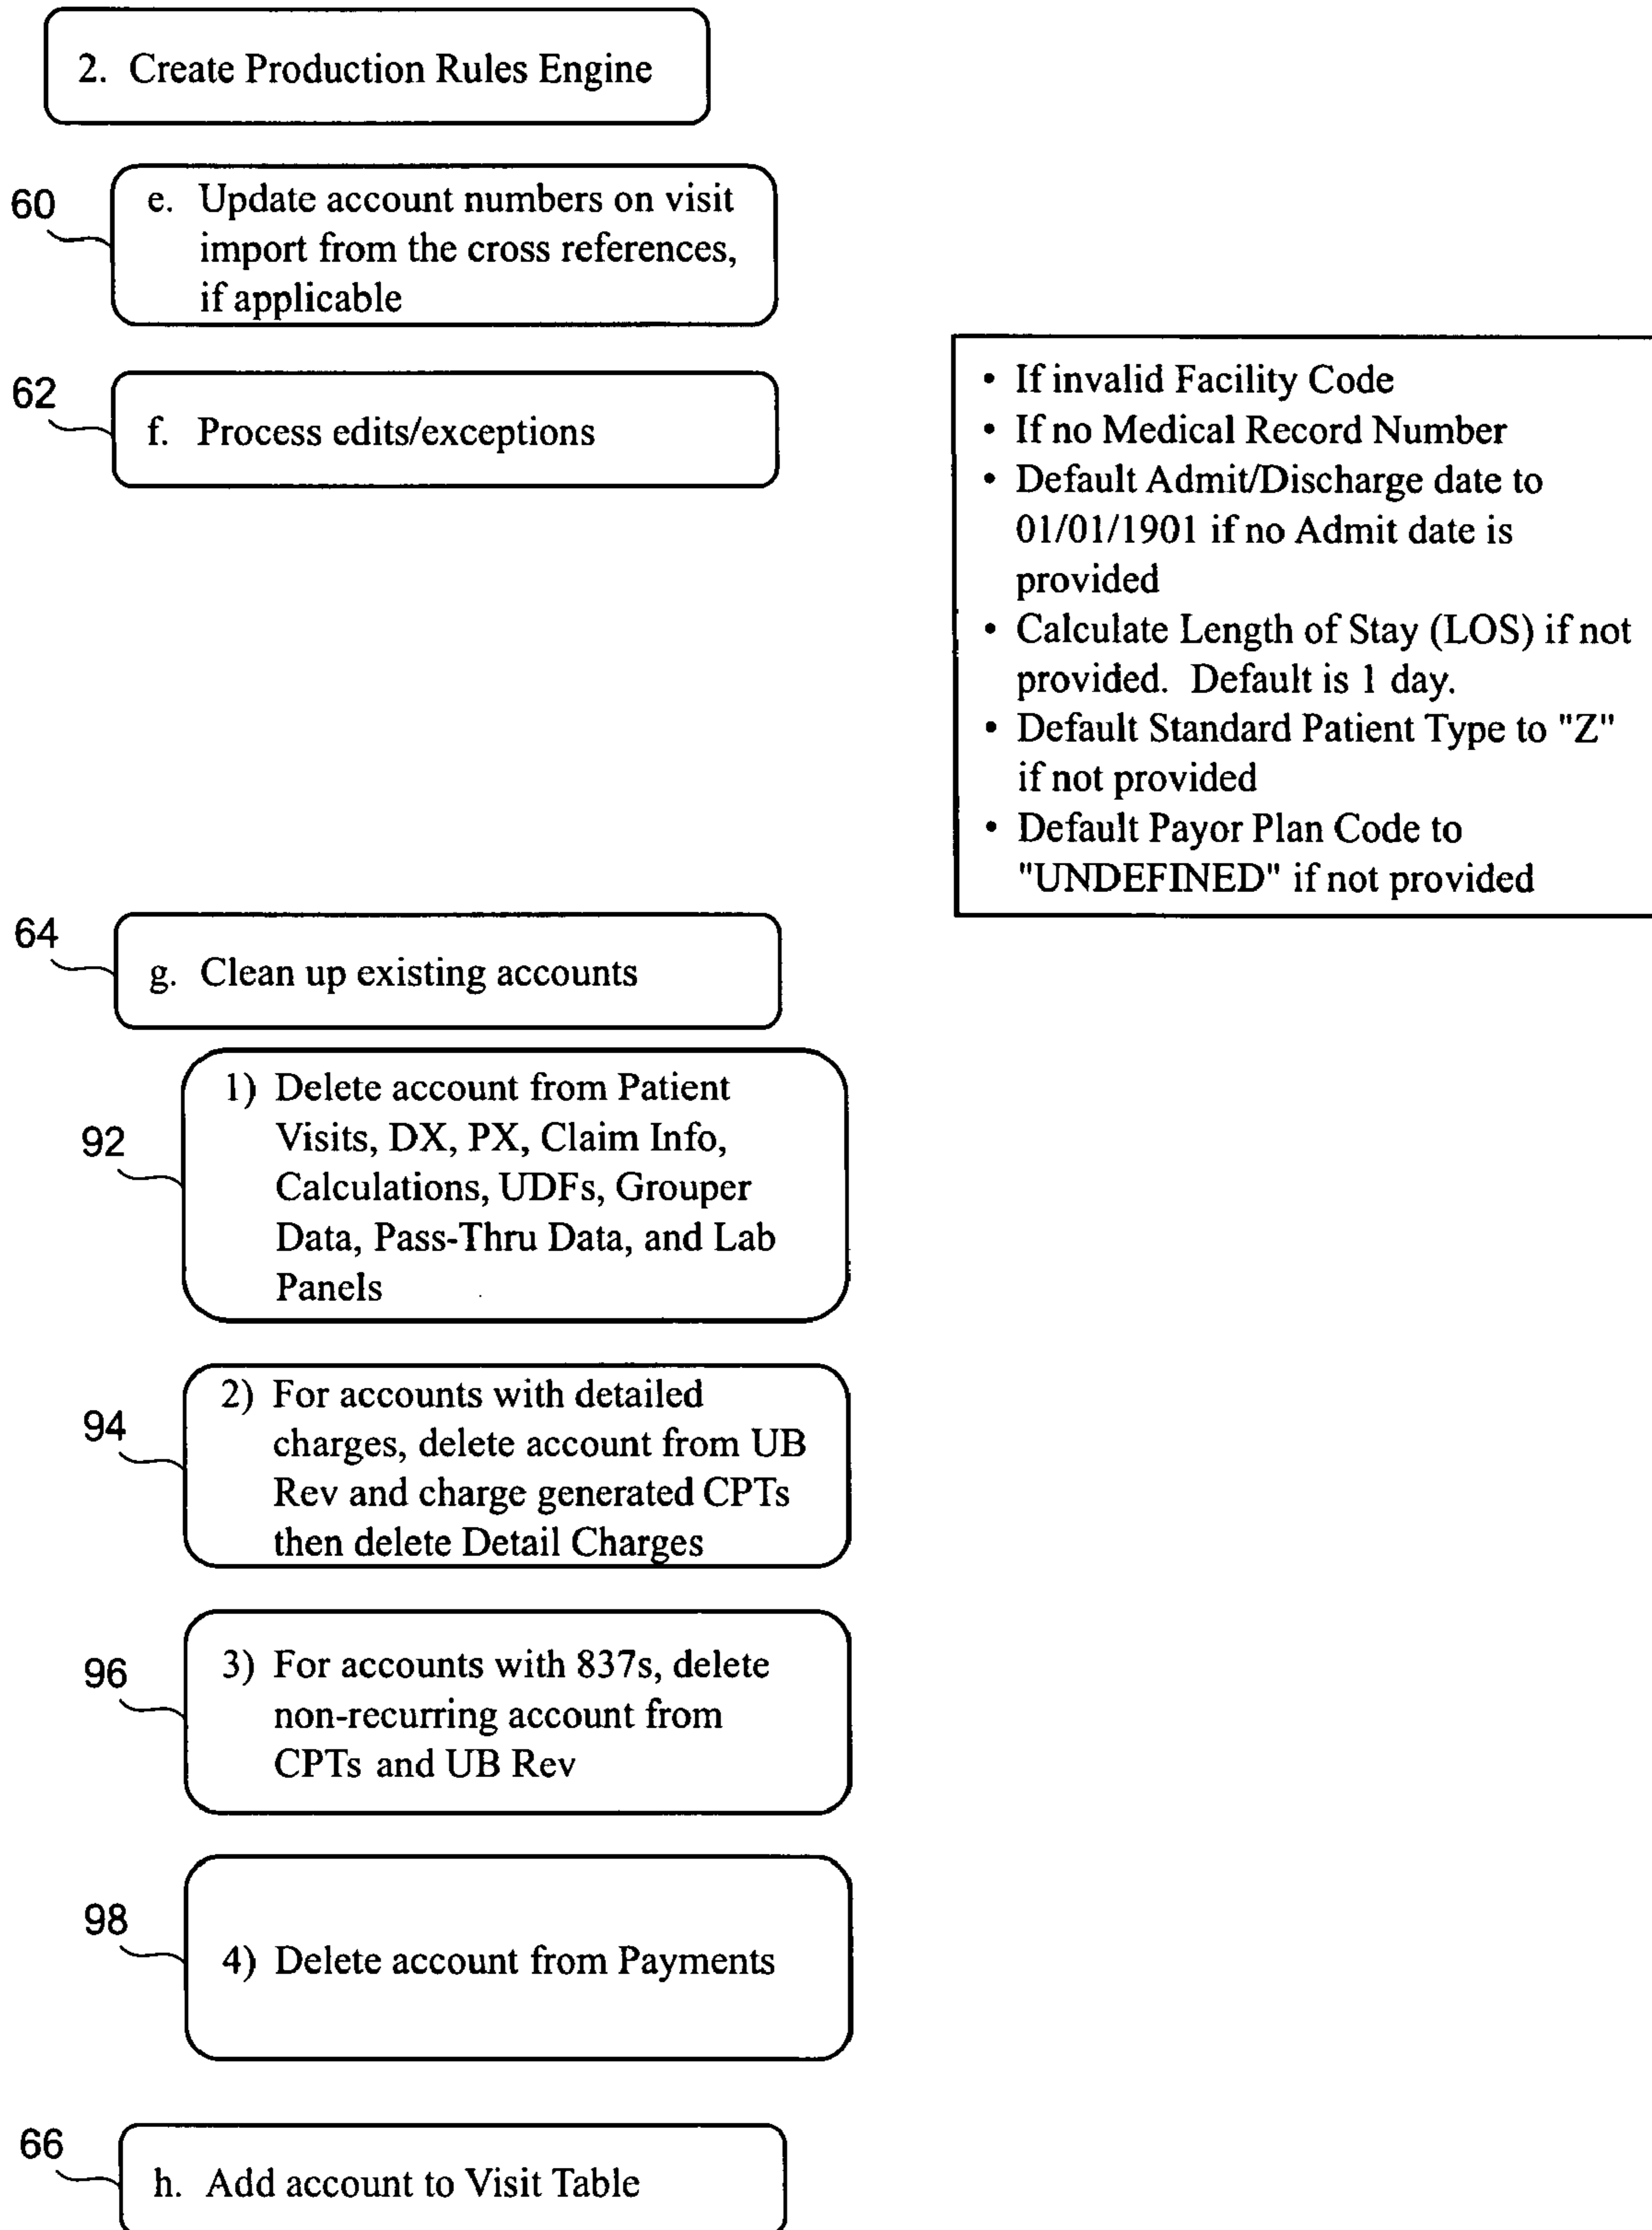 2. Create Production Rules Engine
60
e. Update account numbers on visit
import from the cross references,
if applicable
62
f. Process edits/exceptions
• If invalid Facility Code
• If no Medical Record Number
• Default Admit/Discharge date to
01/01/1901 if no Admit date is
provided
• Calculate Length of Stay (LOS) if not
provided. Default is 1 day.
• Default Standard Patient Type to "Z"
if not provided
• Default Payor Plan Code to
"UNDEFINED" if not provided
64
g. Clean up existing accounts
92
1) Delete account from Patient
Visits, DX, PX, Claim Info,
Calculations, UDFs, Grouper
Data, Pass-Thru Data, and Lab
Panels
94
2) For accounts with detailed
charges, delete account from UB
Rev and charge generated CPTs
then delete Detail Charges
96
3) For accounts with 837s, delete
non-recurring account from
CPTs and UB Rev
98
4) Delete account from Payments
66
h. Add account to Visit Table